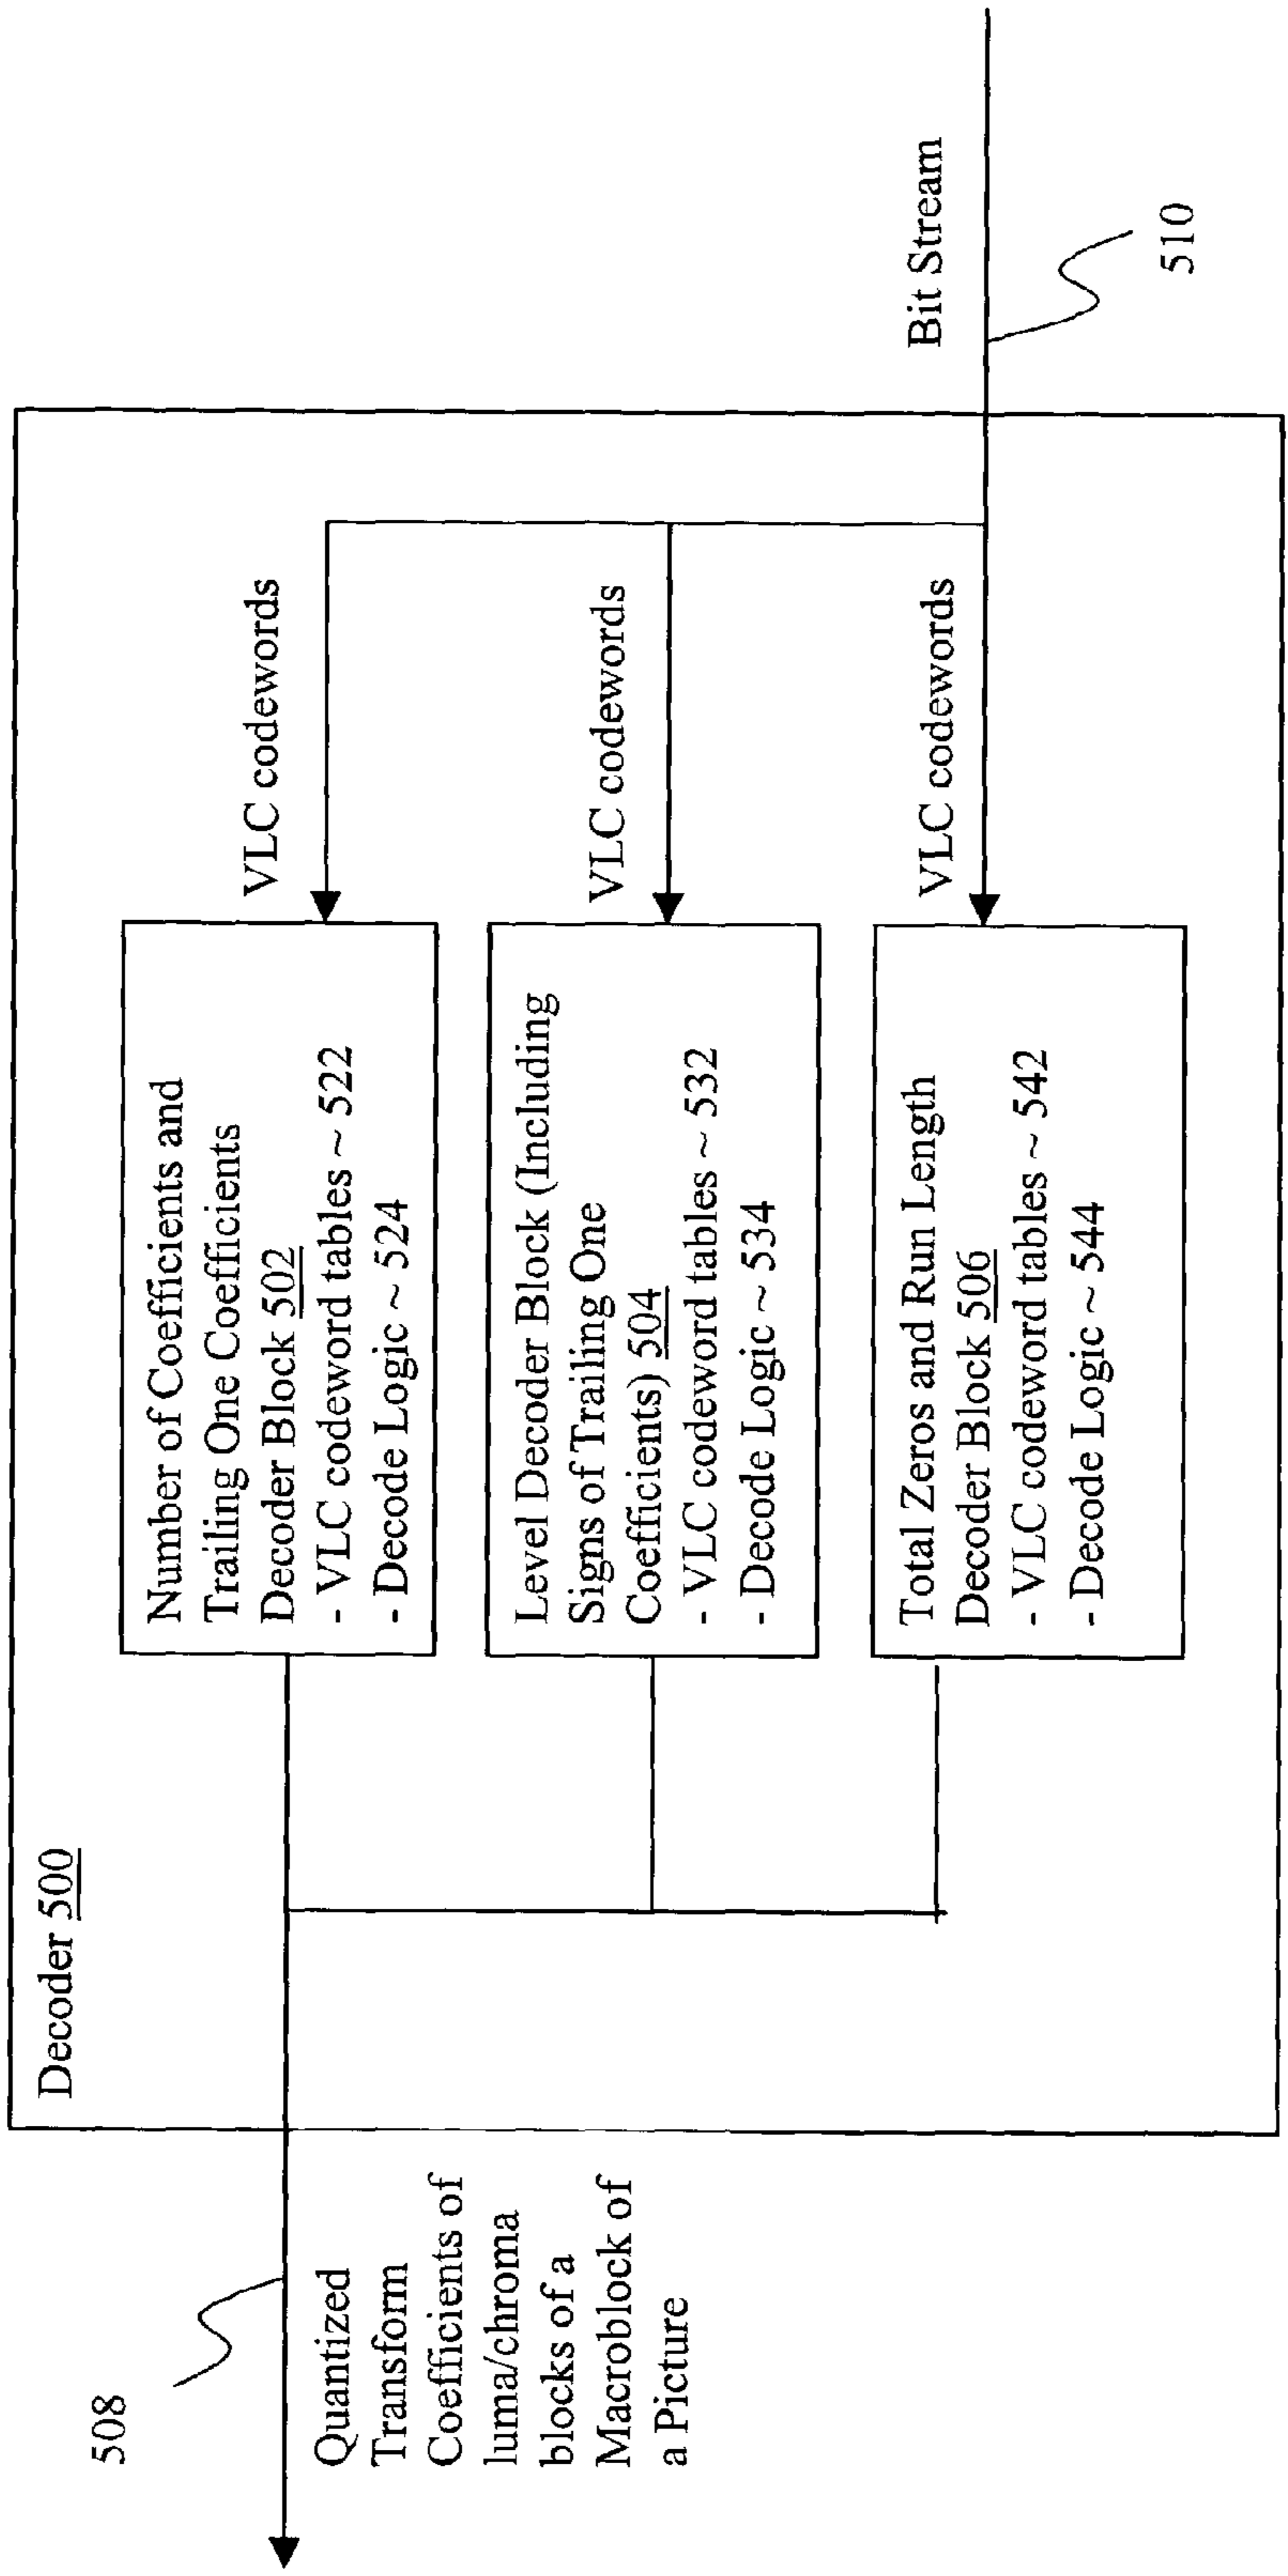 Decoder 500
508
Quantized
Transform
Coefficients of
luma/chroma
blocks of a
Macroblock of
a Picture
Number of Coefficients and
Trailing One Coefficients
Decoder Block 502
- VLC codeword tables ~ 522
- Decode Logic ~ 524
VLC codewords
Level Decoder Block (Including
Signs of Trailing One
Coefficients) 504
- VLC codeword tables ~ 532
- Decode Logic ~ 534
VLC codewords
Total Zeros and Run Length
Decoder Block 506
- VLC codeword tables ~ 542
- Decode Logic ~ 544
VLC codewords
Bit Stream
510